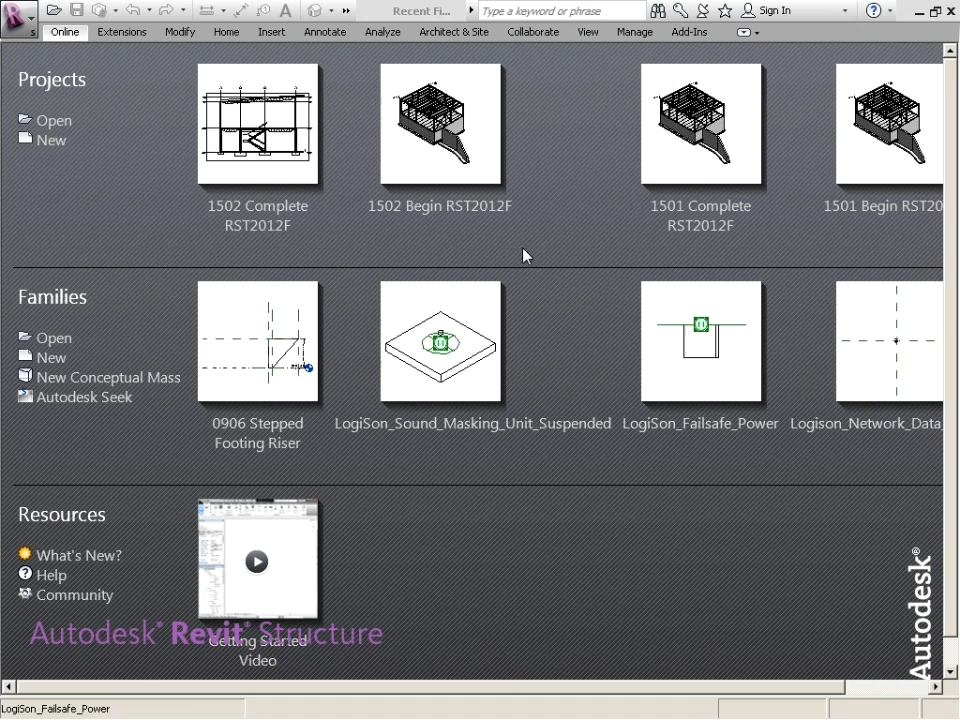 Recent Fi...
Type a keyword or phrase
Sign In
Online
Extensions
Modify
Home
Insert
Annotate
Analyze
Architect & Site
Collaborate
View
Manage
Add-Ins
Projects
Open
New
1502 Complete
RST2012F
1502 Begin RST2012F
1501 Complete
RST2012F
1501 Begin RST20
Families
Open
New
New Conceptual Mass
Autodesk Seek
0906 Stepped
Footing Riser
LogiSon_Sound_Masking_Unit_Suspended
LogiSon_Failsafe_Power
Logison_Network_Data_
Resources
What's New?
Help
Community
Autodesk® Revit® Structure
Getting Started
Video
Autodesk®
LogiSon_Failsafe_Power